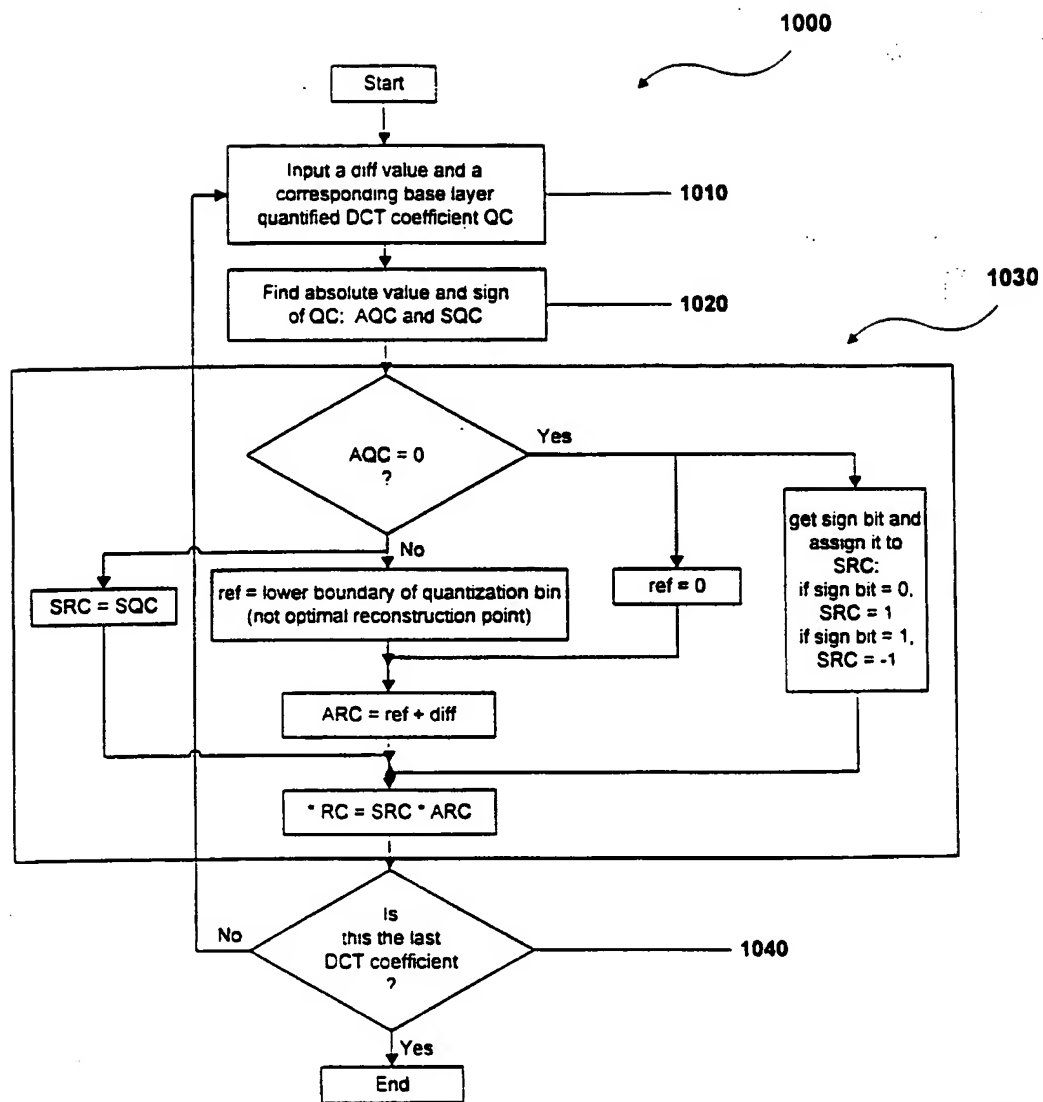 1000
Start
Input a diff value and a
corresponding base layer
quantified DCT coefficient QC
1010
Find absolute value and sign
of QC: AQC and SQC
1020
1030
AQC = 0
?
Yes
No
SRC = SQC
ref = lower boundary of quantization bin
(not optimal reconstruction point)
ref = 0
get sign bit and
assign it to
SRC:
if sign bit = 0,
SRC = 1
if sign bit = 1,
SRC = -1
ARC = ref + diff
* RC = SRC * ARC
Is
this the last
DCT coefficient
?
No
1040
Yes
End